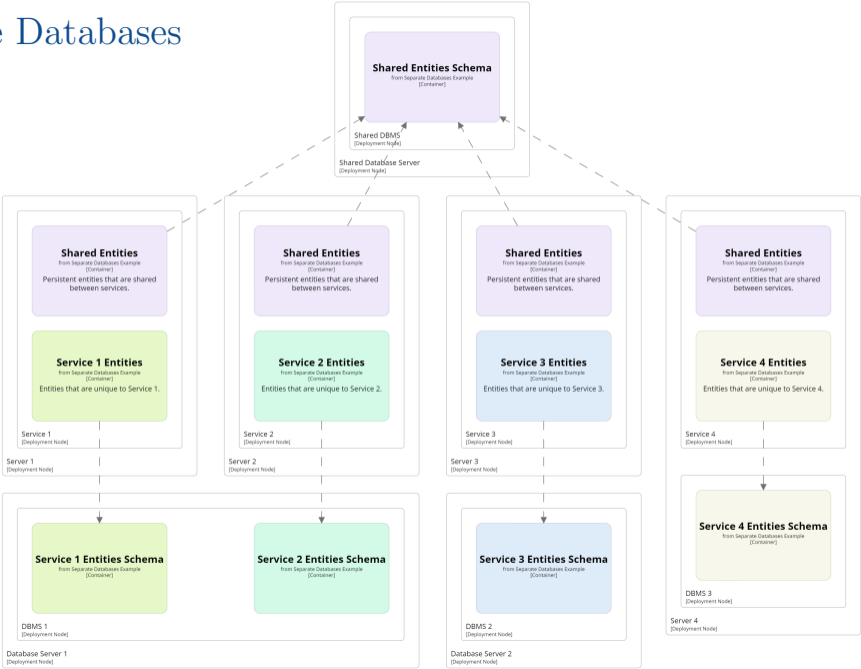 e Databases
Shared Entities Schema
from Separate Databases Example
[Container]
Shared DBMS
[Deployment Node]
Shared Database Server
[Deployment Node]
Shared Entities
from Separate Databases Example
[Container]
Persistent entities that are shared
between services.
Service 1 Entities
from Separate Databases Example
[Container]
Entities that are unique to Service 1.
Service 1
[Deployment Node]
Server 1
[Deployment Node]
Shared Entities
from Separate Databases Example
[Container]
Persistent entities that are shared
between services.
Service 2 Entities
from Separate Databases Example
[Container]
Entities that are unique to Service 2.
Service 2
[Deployment Node]
Server 2
[Deployment Node]
Shared Entities
from Separate Databases Example
[Container]
Persistent entities that are shared
between services.
Service 3 Entities
from Separate Databases Example
[Container]
Entities that are unique to Service 3.
Service 3
[Deployment Node]
Server 3
[Deployment Node]
Shared Entities
from Separate Databases Example
[Container]
Persistent entities that are shared
between services.
Service 4 Entities
from Separate Databases Example
[Container]
Entities that are unique to Service 4.
Service 4
[Deployment Node]
Service 4 Entities Schema
from Separate Databases Example
[Container]
DBMS 3
[Deployment Node]
Server 4
[Deployment Node]
Service 1 Entities Schema
from Separate Databases Example
[Container]
Service 2 Entities Schema
from Separate Databases Example
[Container]
DBMS 1
[Deployment Node]
Database Server 1
[Deployment Node]
Service 3 Entities Schema
from Separate Databases Example
[Container]
DBMS 2
[Deployment Node]
Database Server 2
[Deployment Node]